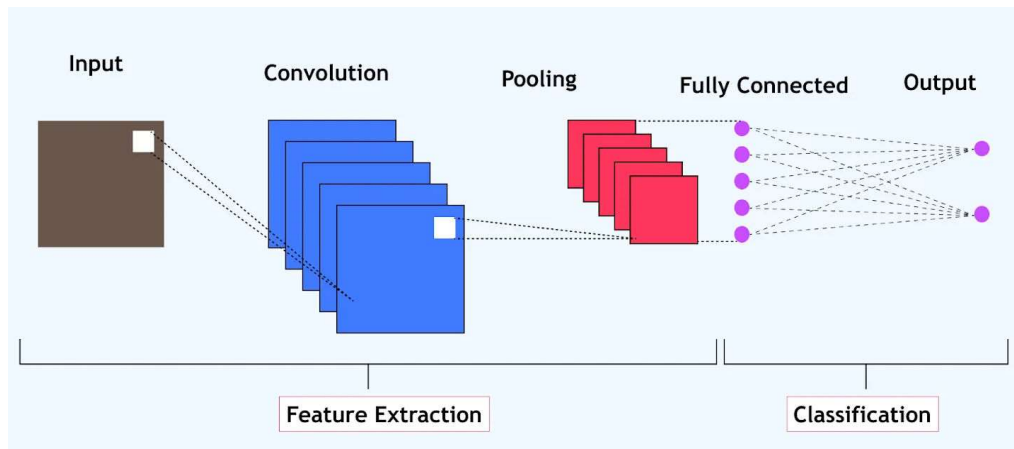 Input
Convolution
Pooling
Fully Connected
Output
Feature Extraction
Classification